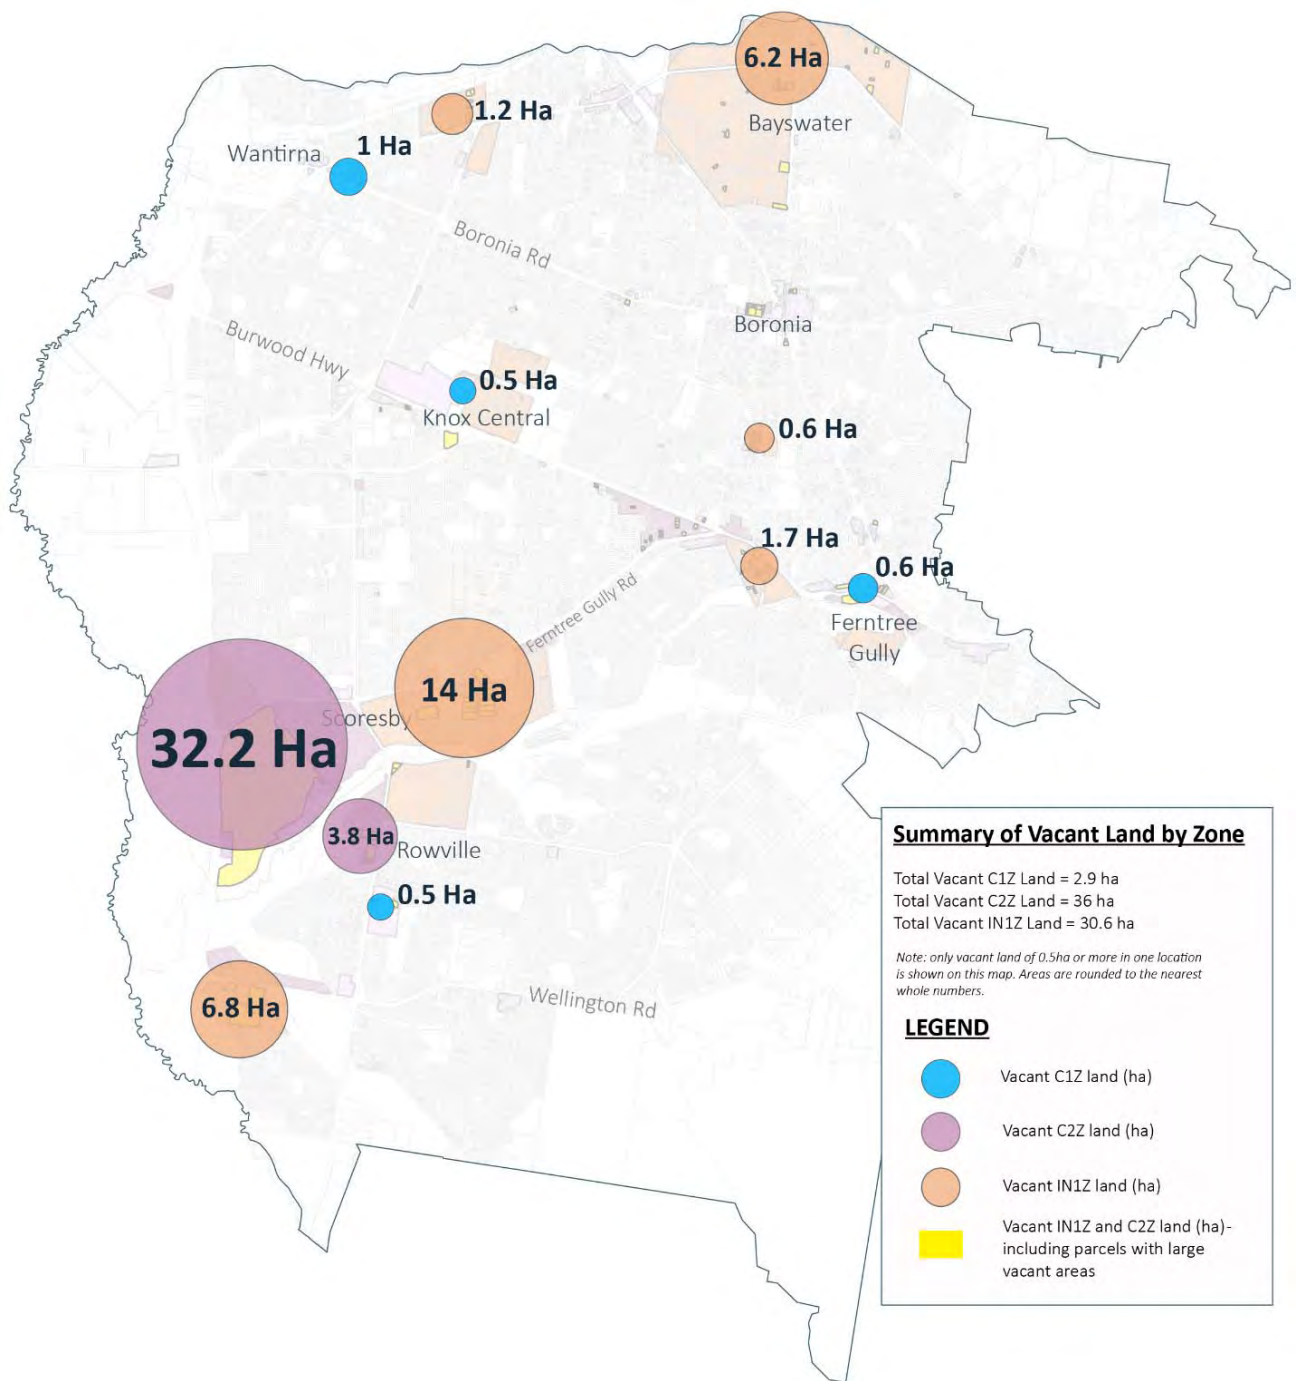 6.2 Ha
Bayswater
1.2 Ha
1 Ha
Wantirna
Boronia Rd
Boronia
Burwood Hwy
0.5 Ha
Knox Central
0.6 Ha
1.7 Ha
0.6 Ha
Ferntree
Gully
Ferntree Gully Rd
14 Ha
Scoresby
32.2 Ha
3.8 Ha
Rowville
0.5 Ha
6.8 Ha
Wellington Rd
Summary of Vacant Land by Zone
Total Vacant C1Z Land = 2.9 ha
Total Vacant C2Z Land = 36 ha
Total Vacant IN1Z Land = 30.6 ha
Note: only vacant land of 0.5ha or more in one location
is shown on this map. Areas are rounded to the nearest
whole numbers.
LEGEND
Vacant C1Z land (ha)
Vacant C2Z land (ha)
Vacant IN1Z land (ha)
Vacant IN1Z and C2Z land (ha)-
including parcels with large
vacant areas